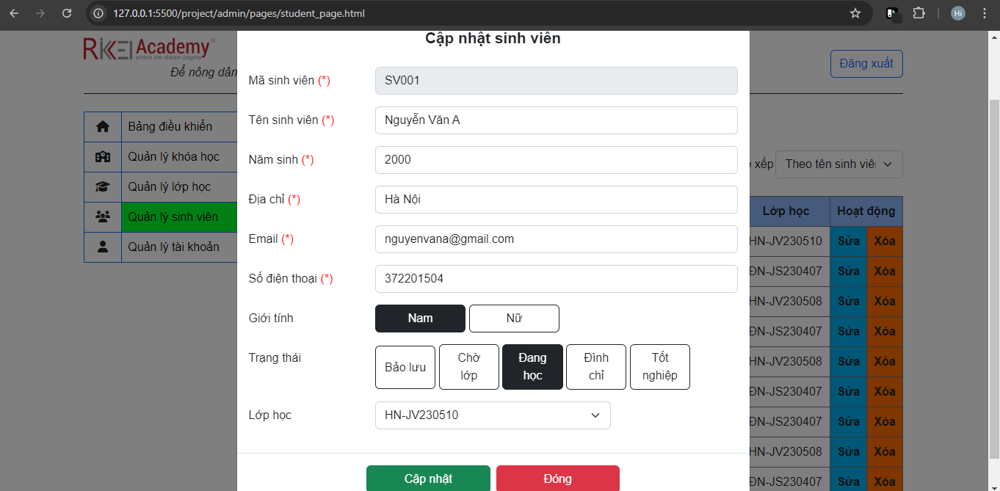 127.0.0.1:5500/project/admin/pages/student_page.html
Hi
RIKKEI Academy
where the dream begins
Để nông dân
Đăng xuất
Bảng điều khiển
Quản lý khóa học
Quản lý lớp học
Quản lý sinh viên
Quản lý tài khoản
Cập nhật sinh viên
Mã sinh viên (*) SV001
Tên sinh viên (*) Nguyễn Văn A
Năm sinh (*) 2000
Địa chỉ (*) Hà Nội
Email (*) nguyenvana@gmail.com
Số điện thoại (*) 372201504
Giới tính Nam Nữ
Trạng thái Bảo lưu Chờ lớp Đang học Đình chỉ Tốt nghiệp
Lớp học HN-JV230510
Cập nhật Đóng
xếp Theo tên sinh viên
Lớp học Hoạt động
HN-JV230510 Sửa Xóa
ĐN-JS230407 Sửa Xóa
HN-JV230508 Sửa Xóa
ĐN-JS230407 Sửa Xóa
HN-JV230508 Sửa Xóa
ĐN-JS230407 Sửa Xóa
ĐN-JS230407 Sửa Xóa
HN-JV230508 Sửa Xóa
ĐN-JS230407 Sửa Xóa